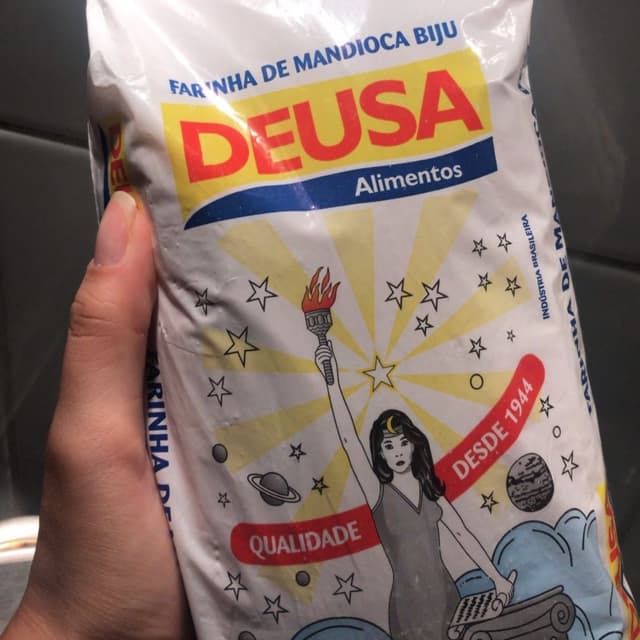 FARINHA DE MANDIOCA BIJU
DEUSA
Alimentos
INDÚSTRIA BRASILEIRA
DESDE 1944
QUALIDADE